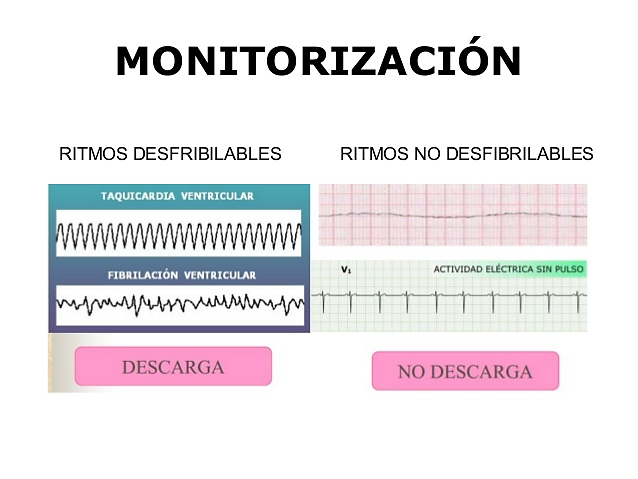 MONITORIZACIÓN
RITMOS DESFRIBILABLES
RITMOS NO DESFIBRILABLES
TAQUICARDIA VENTRICULAR
FIBRILACIÓN VENTRICULAR
DESCARGA
V₁
ACTIVIDAD ELÉCTRICA SIN PULSO
NO DESCARGA